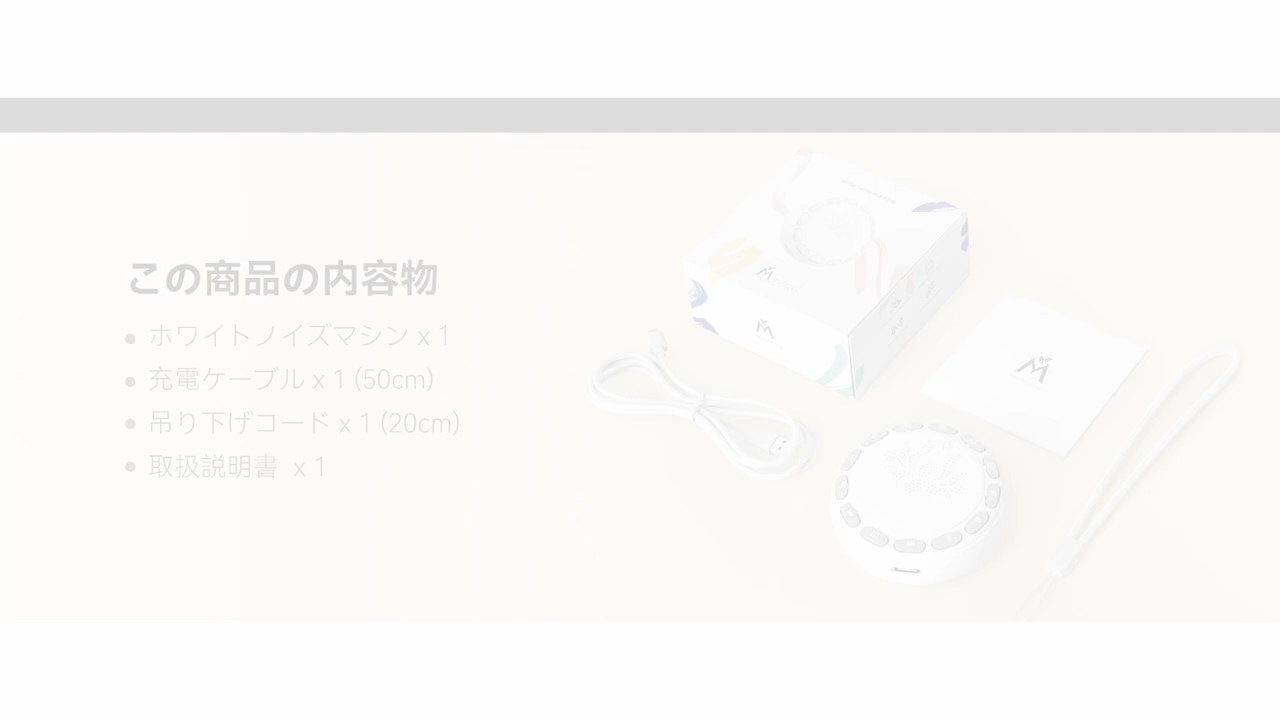 この商品の内容物
● ホワイトノイズマシン x 1
● 充電ケーブル x 1 (50cm)
● 吊り下げコード x 1 (20cm)
● 取扱説明書 x 1